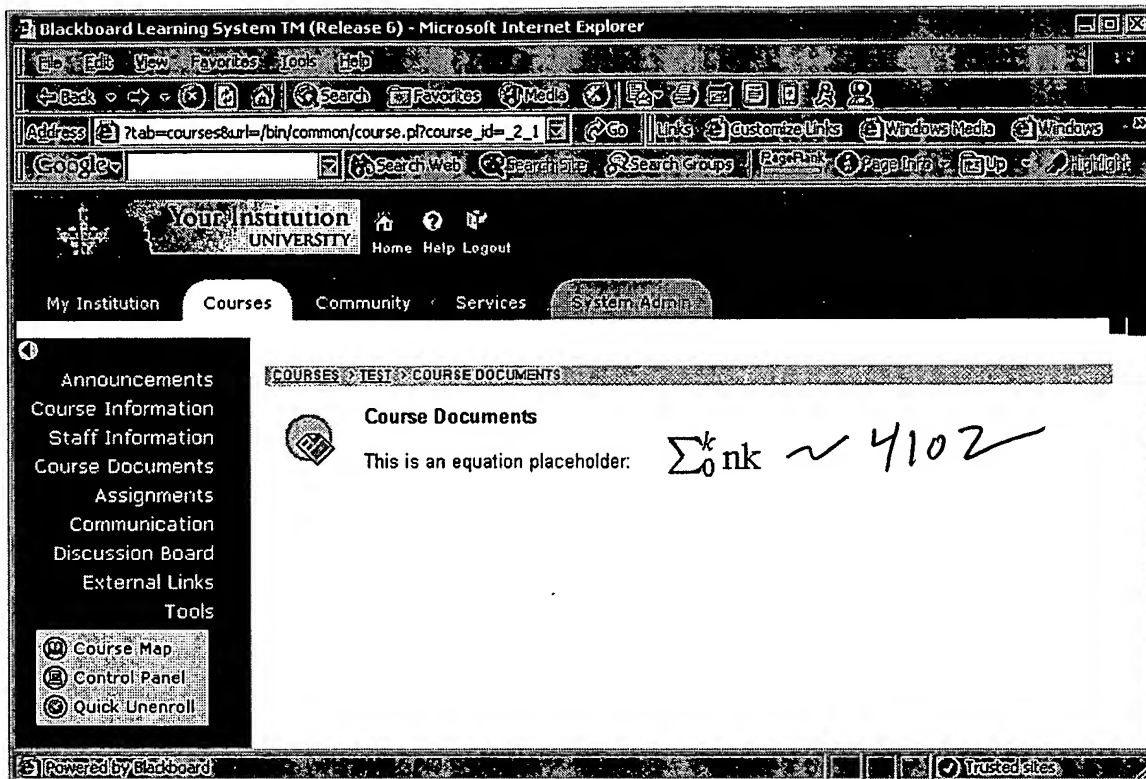 Blackboard Learning System TM (Release 6) - Microsoft Internet Explorer
File Edit View Favorites Tools Help
Back Search Favorites Media
Address ?tab=courses&url=/bin/common/course.pl?course_id=_2_1 Go Links Customize Links Windows Media Windows
Google Search Web Search Site Search Groups PageRank Page Info Up Highlight
Your Institution
UNIVERSITY
Home Help Logout
My Institution Courses Community Services System Admin
COURSES > TEST > COURSE DOCUMENTS
Announcements
Course Information
Staff Information
Course Documents
Assignments
Communication
Discussion Board
External Links
Tools
Course Map
Control Panel
Quick Unenroll
Course Documents
This is an equation placeholder: ∑₀ᵏ nk ~ 4102
Powered by Blackboard Trusted sites